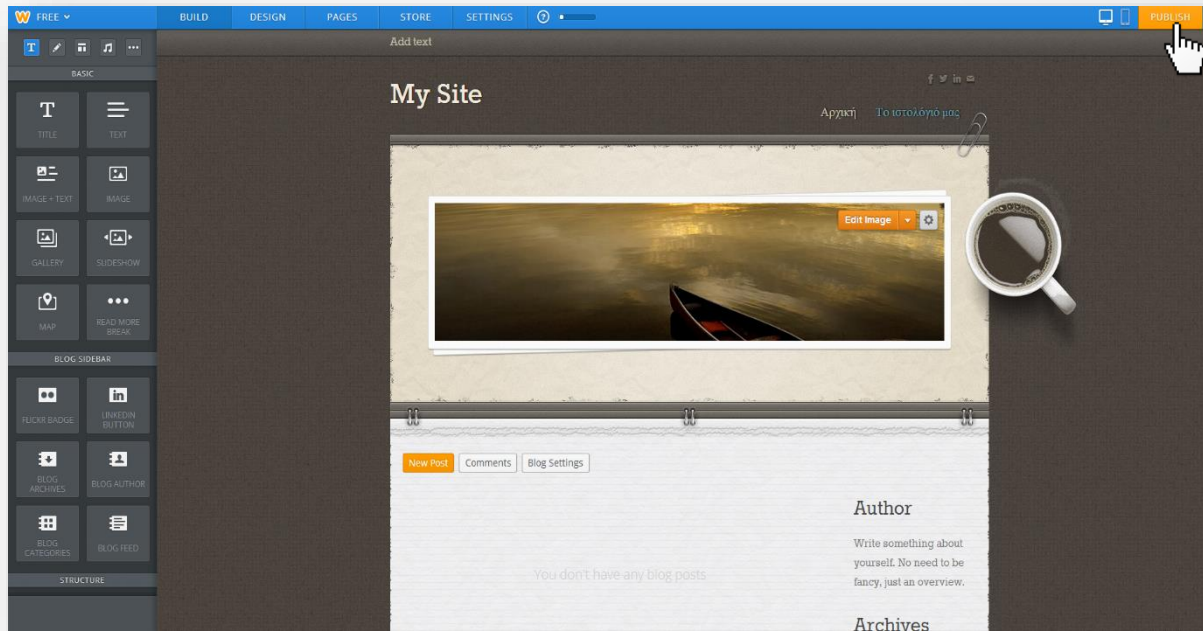 FREE
BUILD
DESIGN
PAGES
STORE
SETTINGS
?
PUBLISH
T
BASIC
T
TITLE
TEXT
IMAGE + TEXT
IMAGE
GALLERY
SLIDESHOW
MAP
READ MORE
BREAK
BLOG SIDEBAR
FLICKR BADGE
in
LINKEDIN
BUTTON
BLOG
ARCHIVES
BLOG AUTHOR
BLOG
CATEGORIES
BLOG FEED
STRUCTURE
Add text
My Site
Αρχική
Το ιστολόγιό μας
Edit Image
New Post
Comments
Blog Settings
You don't have any blog posts
Author
Write something about
yourself. No need to be
fancy, just an overview.
Archives